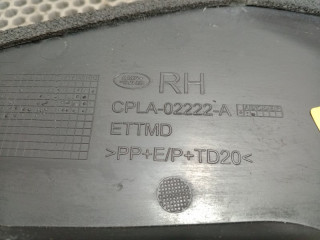 RH
CPLA-02222-A
ETTMD
>PP+E/P+TD20<